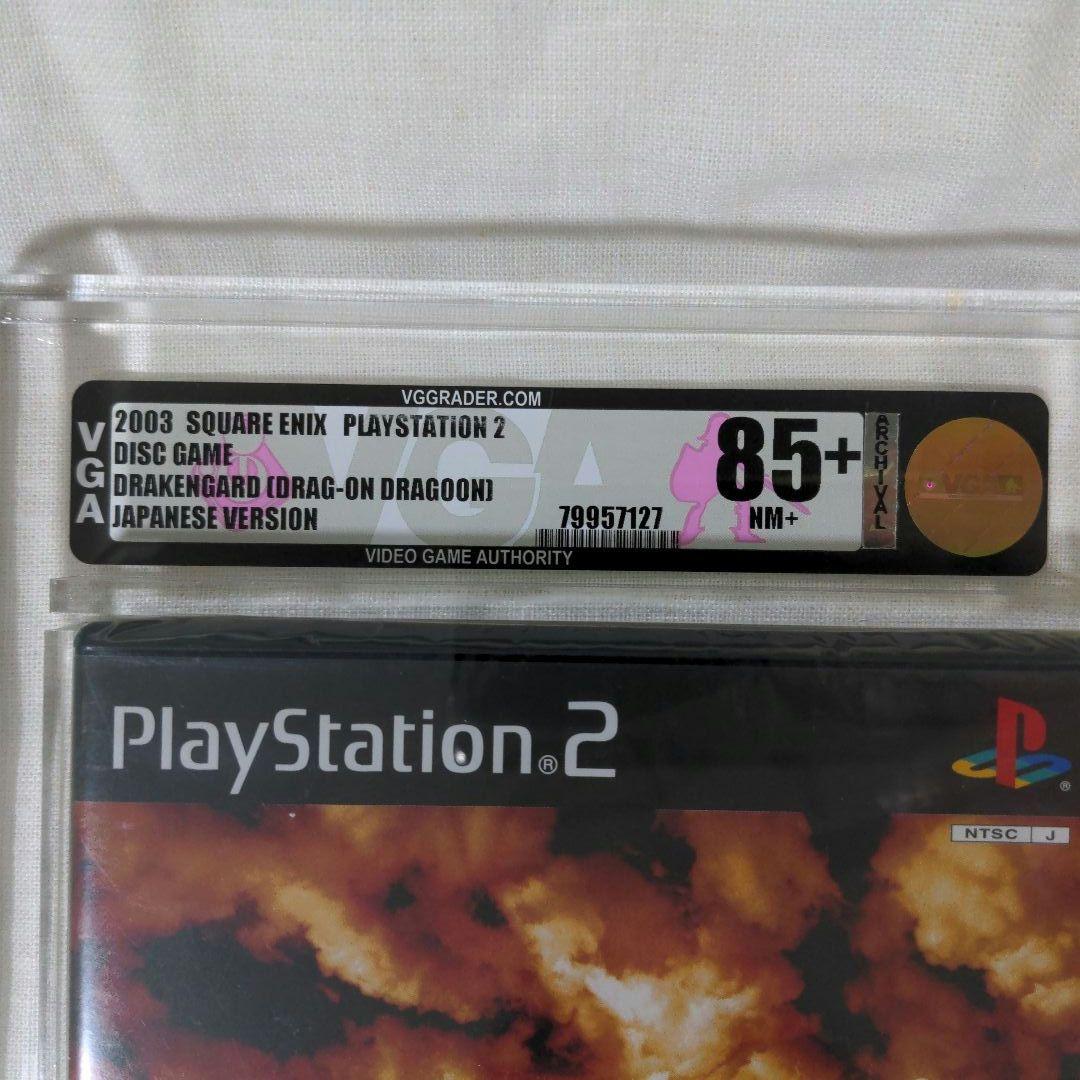 VGGRADER.COM
VGA
2003 SQUARE ENIX PLAYSTATION 2
DISC GAME
DRAKENGARD (DRAG-ON DRAGOON)
JAPANESE VERSION
79957127
85+
NM+
ARCHIVAL
VGA
VIDEO GAME AUTHORITY
PlayStation®2
®
NTSC J